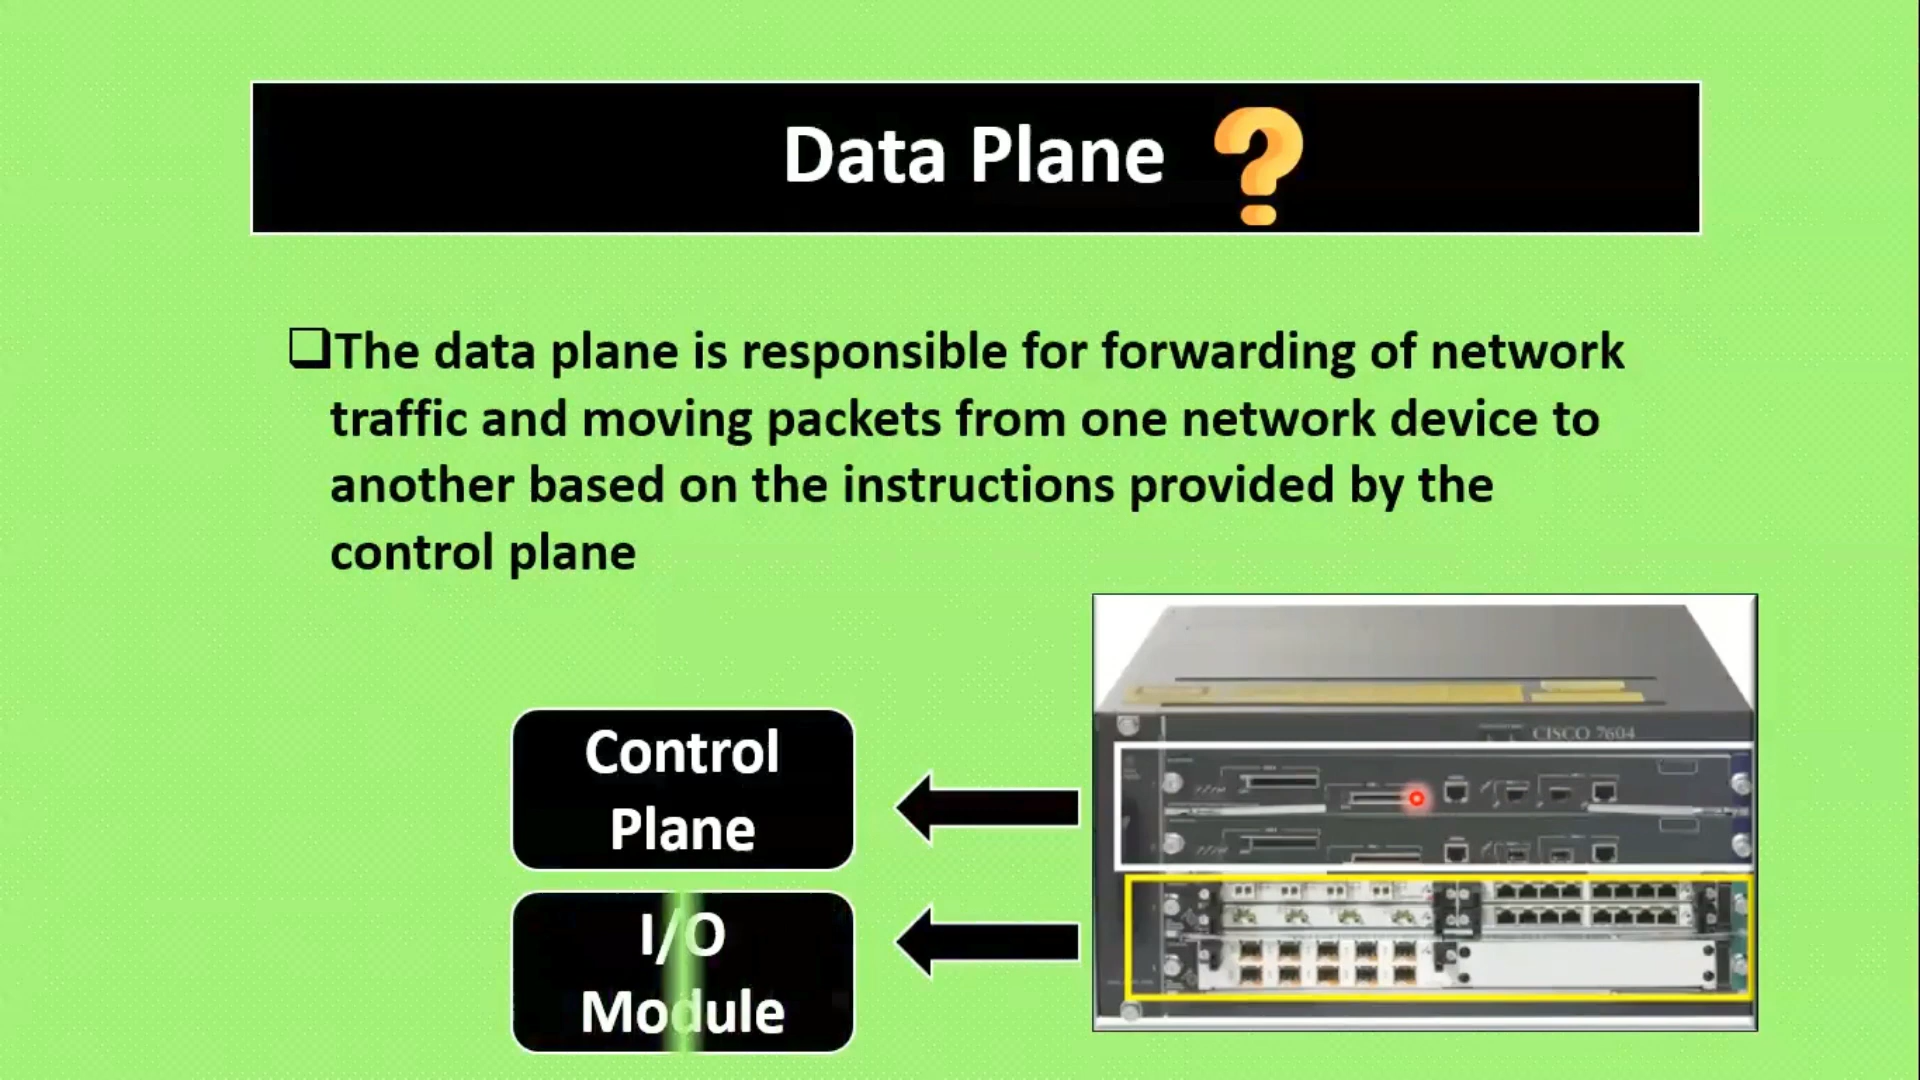 Data Plane
The data plane is responsible for forwarding of network
traffic and moving packets from one network device to
another based on the instructions provided by the
control plane
CISCO 7604
Control
Plane
I/O
Module